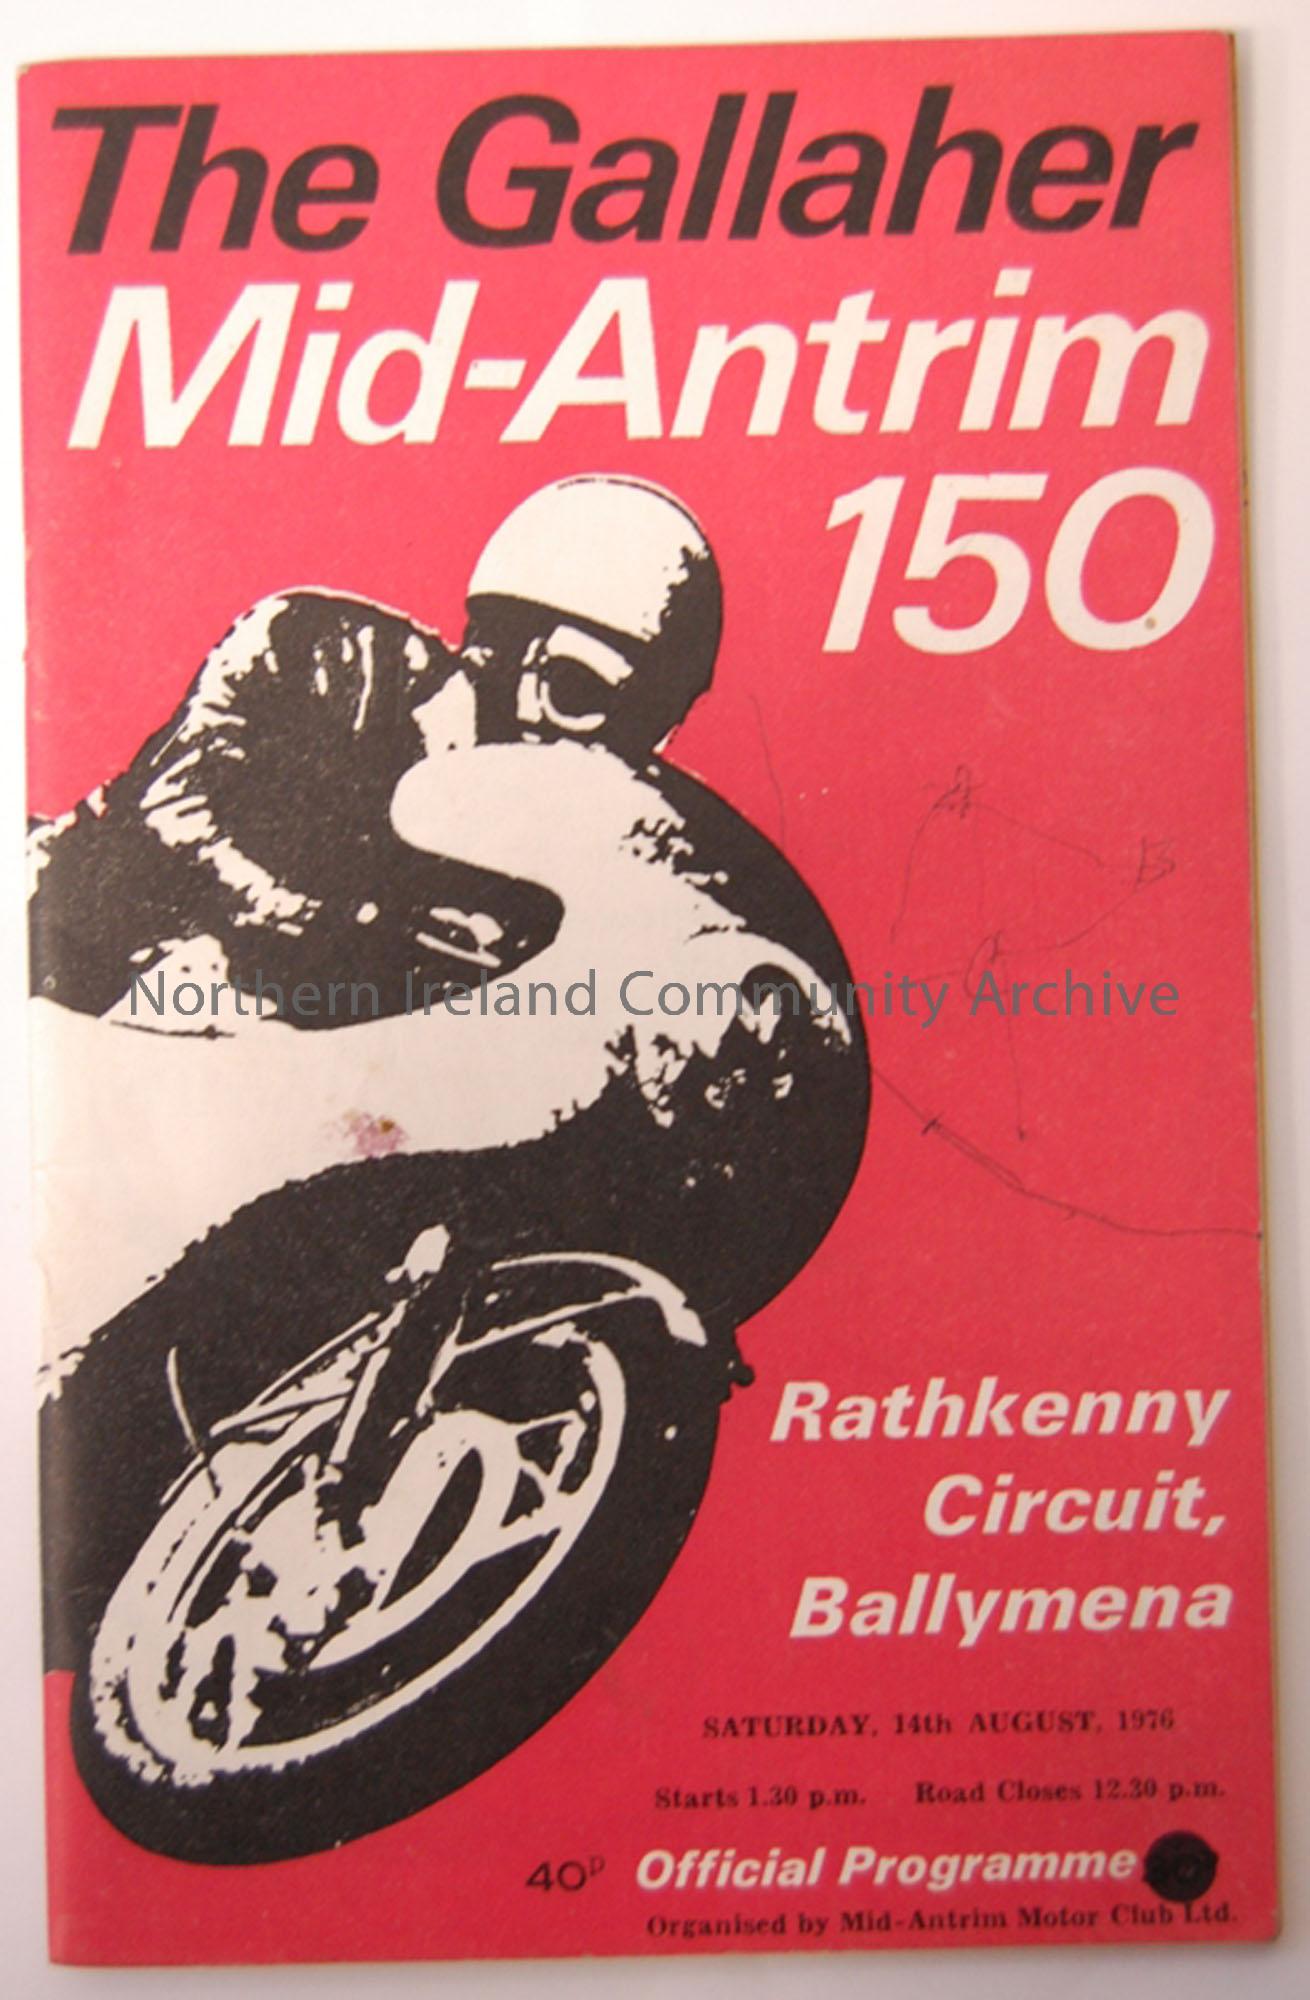 The Gallaher
Mid-Antrim
150
Northern Ireland Community Archive
Rathkenny
Circuit,
Ballymena
SATURDAY, 14th AUGUST, 1976
Starts 1.30 p.m. Road Closes 12.30 p.m.
40P Official Programme
Organised by Mid-Antrim Motor Club Ltd.